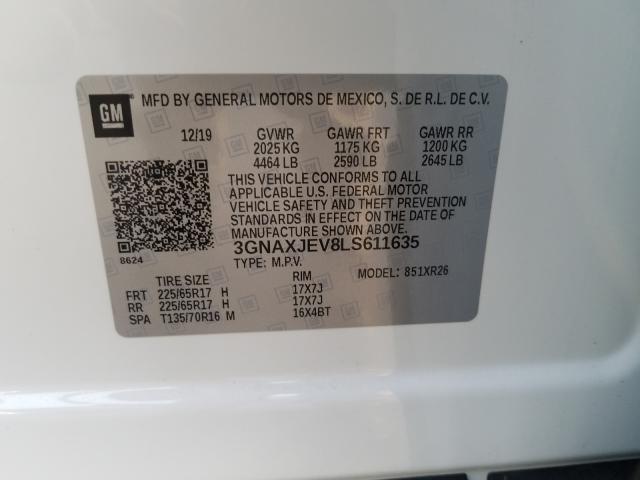 GM
MFD BY GENERAL MOTORS DE MEXICO, S. DE R.L. DE C.V.
12/19 GVWR GAWR FRT GAWR RR
2025 KG 1175 KG 1200 KG
4464 LB 2590 LB 2645 LB
THIS VEHICLE CONFORMS TO ALL
APPLICABLE U.S. FEDERAL MOTOR
VEHICLE SAFETY AND THEFT PREVENTION
STANDARDS IN EFFECT ON THE DATE
OF MANUFACTURE SHOWN ABOVE.
8624 3GNAXJEV8LS611635
TYPE: M.P.V. MODEL: 851XR26
TIRE SIZE RIM
FRT 225/65R17 H 17X7J
RR 225/65R17 H 17X7J
SPA T135/70R16 M 16X4BT